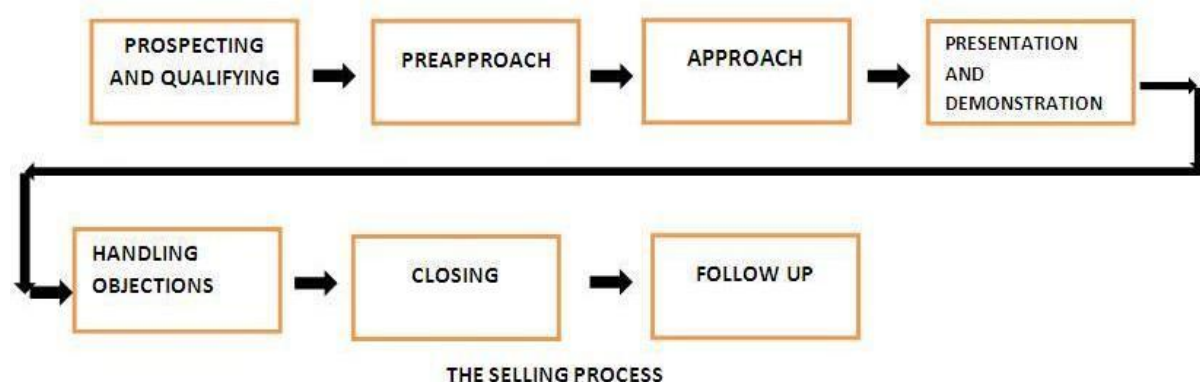 PROSPECTING
AND QUALIFYING
PREAPPROACH
APPROACH
PRESENTATION
AND
DEMONSTRATION
HANDLING
OBJECTIONS
CLOSING
FOLLOW UP
THE SELLING PROCESS